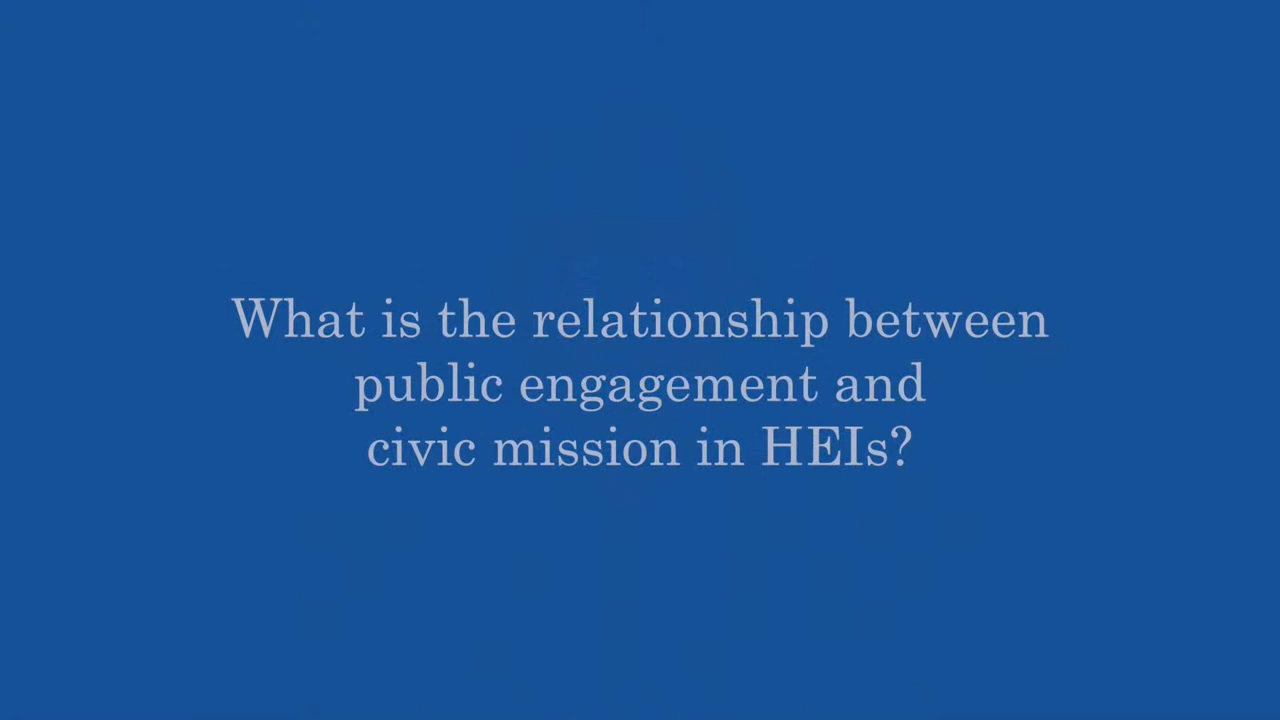 What is the relationship between
public engagement and
civic mission in HEIs?